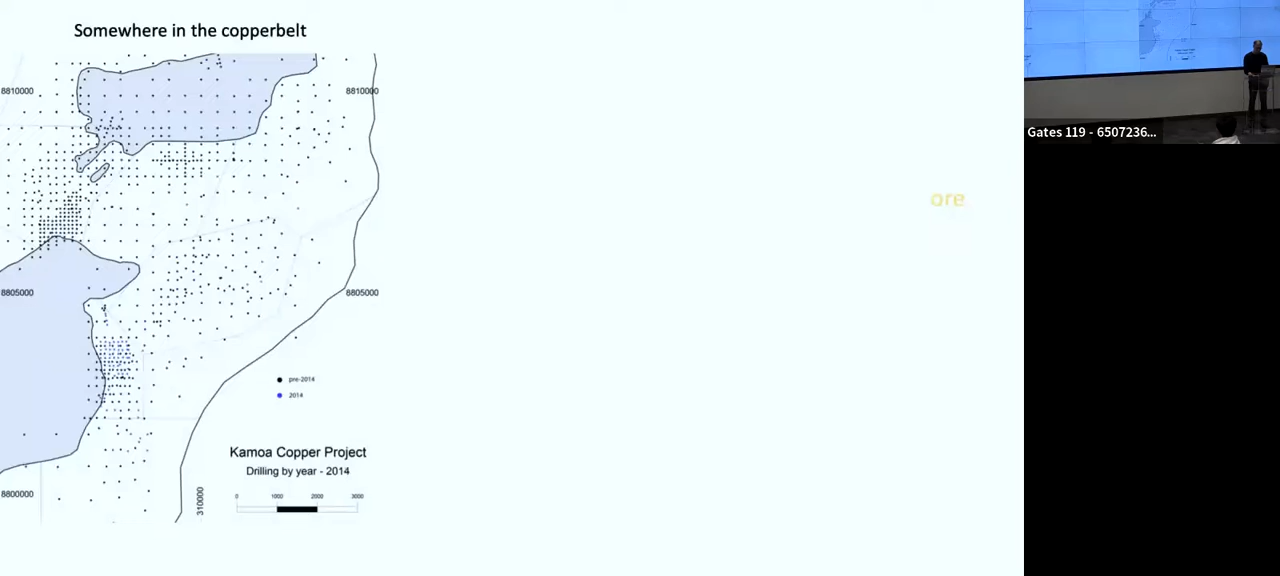 Somewhere in the copperbelt
8810000
8810000
ore
8805000
8805000
pre-2014
2014
Kamoa Copper Project
Drilling by year - 2014
8800000
310000
0 1000 2000 3000
Gates 119 - 6507236...